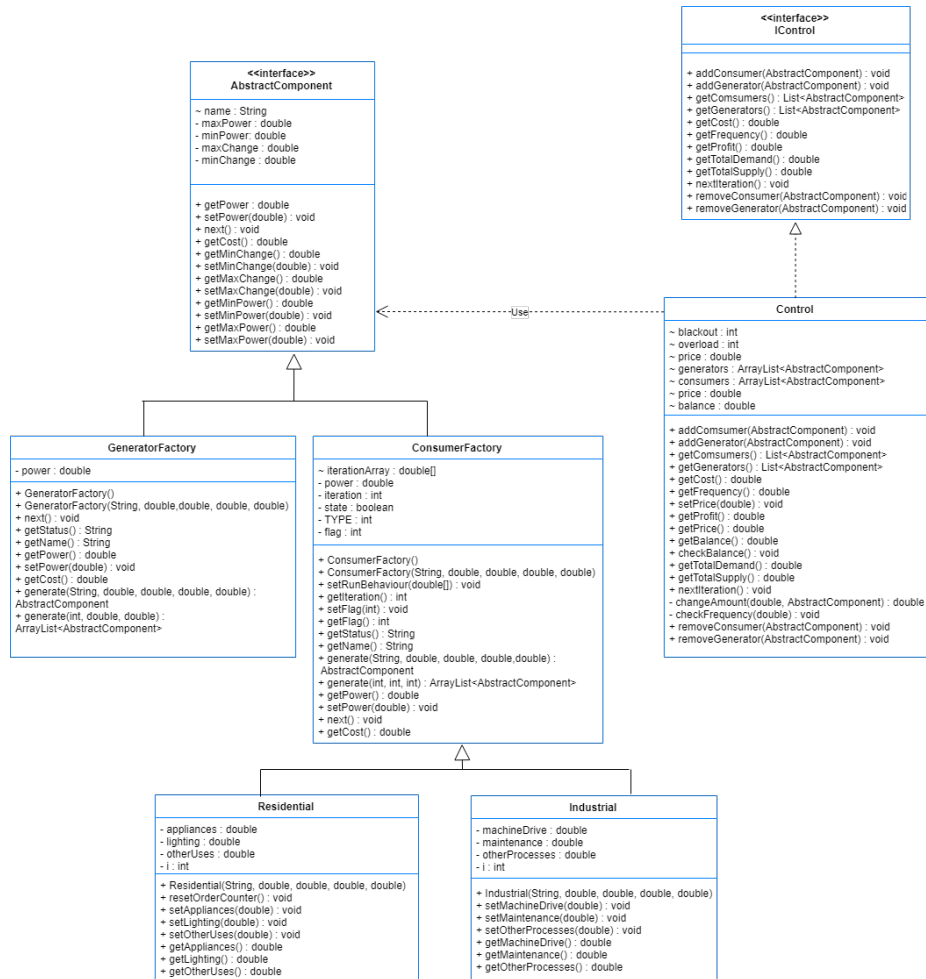 <<interface>>
IControl
+ addConsumer(AbstractComponent) : void
+ addGenerator(AbstractComponent) : void
+ getComsumers() : List<AbstractComponent>
+ getGenerators() : List<AbstractComponent>
+ getCost() : double
+ getFrequency() : double
+ getProfit() : double
+ getTotalDemand() : double
+ getTotalSupply() : double
+ nextIteration() : void
+ removeConsumer(AbstractComponent) : void
+ removeGenerator(AbstractComponent) : void
<<interface>>
AbstractComponent
~ name : String
- maxPower : double
- minPower: double
- maxChange : double
- minChange : double
+ getPower : double
+ setPower(double) : void
+ next() : void
+ getCost() : double
+ getMinChange() : double
+ setMinChange(double) : void
+ getMaxChange() : double
+ setMaxChange(double) : void
+ getMinPower() : double
+ setMinPower(double) : void
+ getMaxPower() : double
+ setMaxPower(double) : void
Use
Control
~ blackout : int
~ overload : int
~ price : double
~ generators : ArrayList<AbstractComponent>
~ consumers : ArrayList<AbstractComponent>
~ price : double
~ balance : double
+ addComsumer(AbstractComponent) : void
+ addGenerator(AbstractComponent) : void
+ getComsumers() : List<AbstractComponent>
+ getGenerators() : List<AbstractComponent>
+ getCost() : double
+ getFrequency() : double
+ setPrice(double) : void
+ getProfit() : double
+ getPrice() : double
+ getBalance() : double
+ checkBalance() : void
+ getTotalDemand() : double
+ getTotalSupply() : double
+ nextIteration() : void
- changeAmount(double, AbstractComponent) : double
- checkFrequency(double) : void
+ removeConsumer(AbstractComponent) : void
+ removeGenerator(AbstractComponent) : void
GeneratorFactory
- power : double
+ GeneratorFactory()
+ GeneratorFactory(String, double,double, double, double)
+ next() : void
+ getStatus() : String
+ getName() : String
+ getPower() : double
+ setPower(double) : void
+ getCost() : double
+ generate(String, double, double, double, double) :
AbstractComponent
+ generate(int, double, double) :
ArrayList<AbstractComponent>
ConsumerFactory
~ iterationArray : double[]
- power : double
- iteration : int
- state : boolean
- TYPE : int
- flag : int
+ ConsumerFactory()
+ ConsumerFactory(String, double, double, double, double)
+ setRunBehaviour(double[]) : void
+ getIteration() : int
+ setFlag(int) : void
+ getFlag() : int
+ getStatus() : String
+ getName() : String
+ generate(String, double, double, double,double) :
AbstractComponent
+ generate(int, int, int) : ArrayList<AbstractComponent>
+ getPower() : double
+ setPower(double) : void
+ next() : void
+ getCost() : double
Residential
- appliances : double
- lighting : double
- otherUses : double
- i : int
+ Residential(String, double, double, double, double)
+ resetOrderCounter() : void
+ setAppliances(double) : void
+ setLighting(double) : void
+ setOtherUses(double) : void
+ getAppliances() : double
+ getLighting() : double
+ getOtherUses() : double
Industrial
- machineDrive : double
- maintenance : double
- otherProcesses : double
- i : int
+ Industrial(String, double, double, double, double)
+ setMachineDrive(double) : void
+ setMaintenance(double) : void
+ setOtherProcesses(double) : void
+ getMachineDrive() : double
+ getMaintenance() : double
+ getOtherProcesses() : double